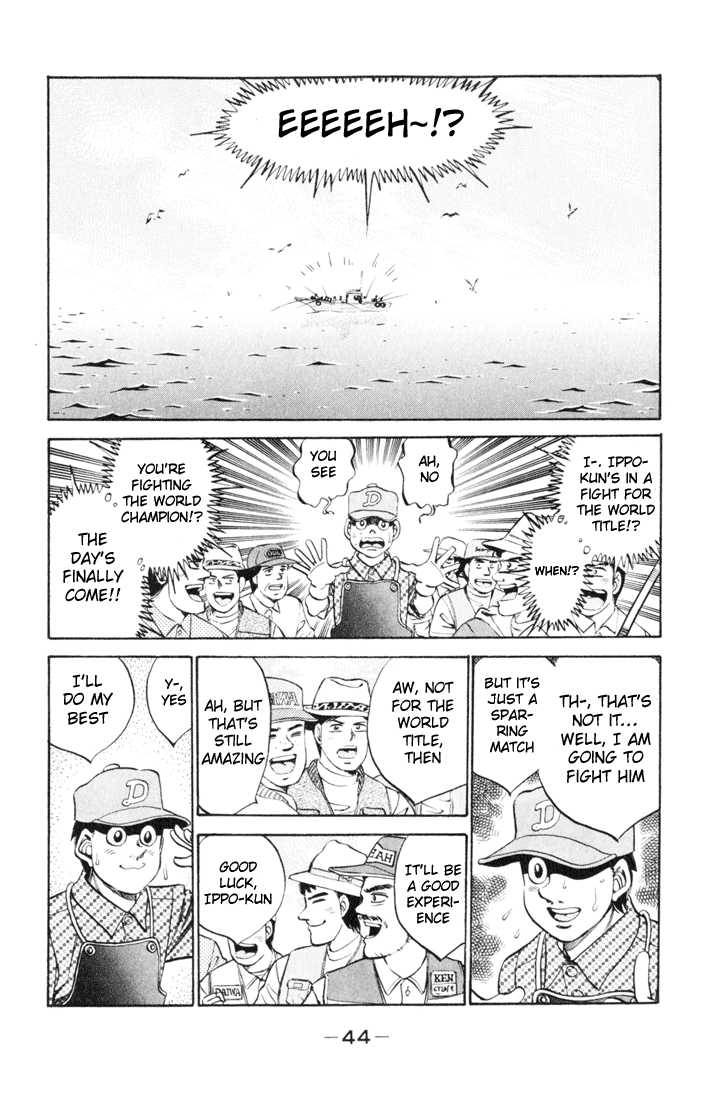 EEEEEH~!?
I-. IPPO-
KUN'S IN A
FIGHT FOR
THE WORLD
TITLE!?
WHEN!?
AH,
NO
YOU
SEE
D
YOU'RE
FIGHTING
THE WORLD
CHAMPION!?
THE
DAY'S
FINALLY
COME!!
TH-, THAT'S
NOT IT...
WELL, I AM
GOING TO
FIGHT HIM
BUT IT'S
JUST A
SPAR-
RING
MATCH
D
AW, NOT
FOR THE
WORLD
TITLE,
THEN
AH, BUT
THAT'S
STILL
AMAZING
IT'LL BE
A GOOD
EXPERI-
ENCE
GOOD
LUCK,
IPPO-KUN
DAIWA
KEN
CRAFT
Y-,
YES
I'LL
DO MY
BEST
D
-44-